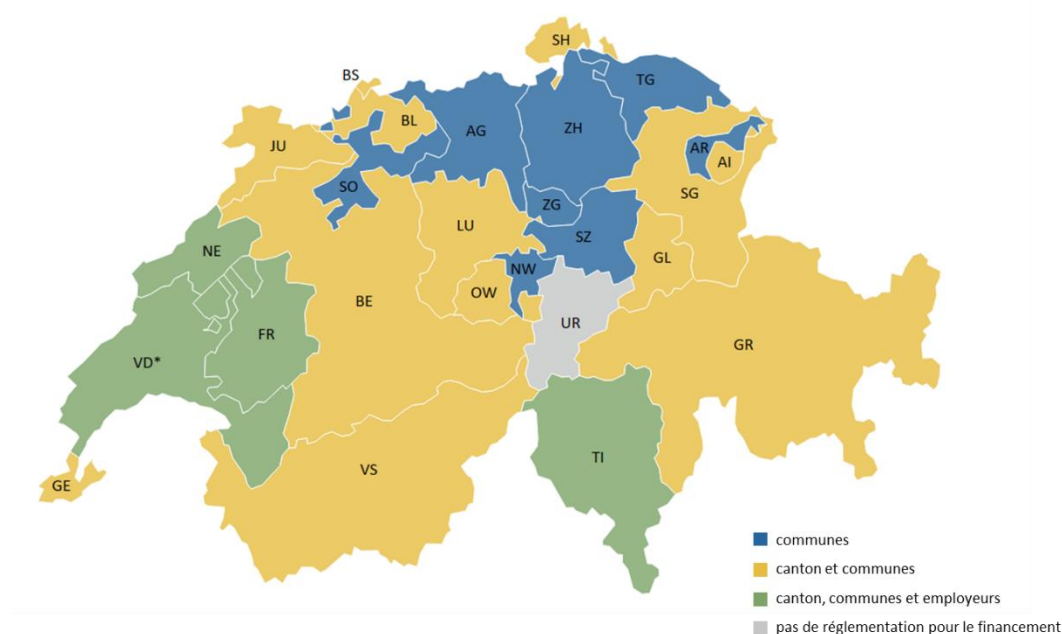 SH
BS
TG
BL
AG
ZH
JU
AR
AI
SO
SG
ZG
LU
SZ
NE
GL
NW
OW
BE
UR
FR
GR
VD*
TI
VS
GE
communes
canton et communes
canton, communes et employeurs
pas de réglementation pour le financement